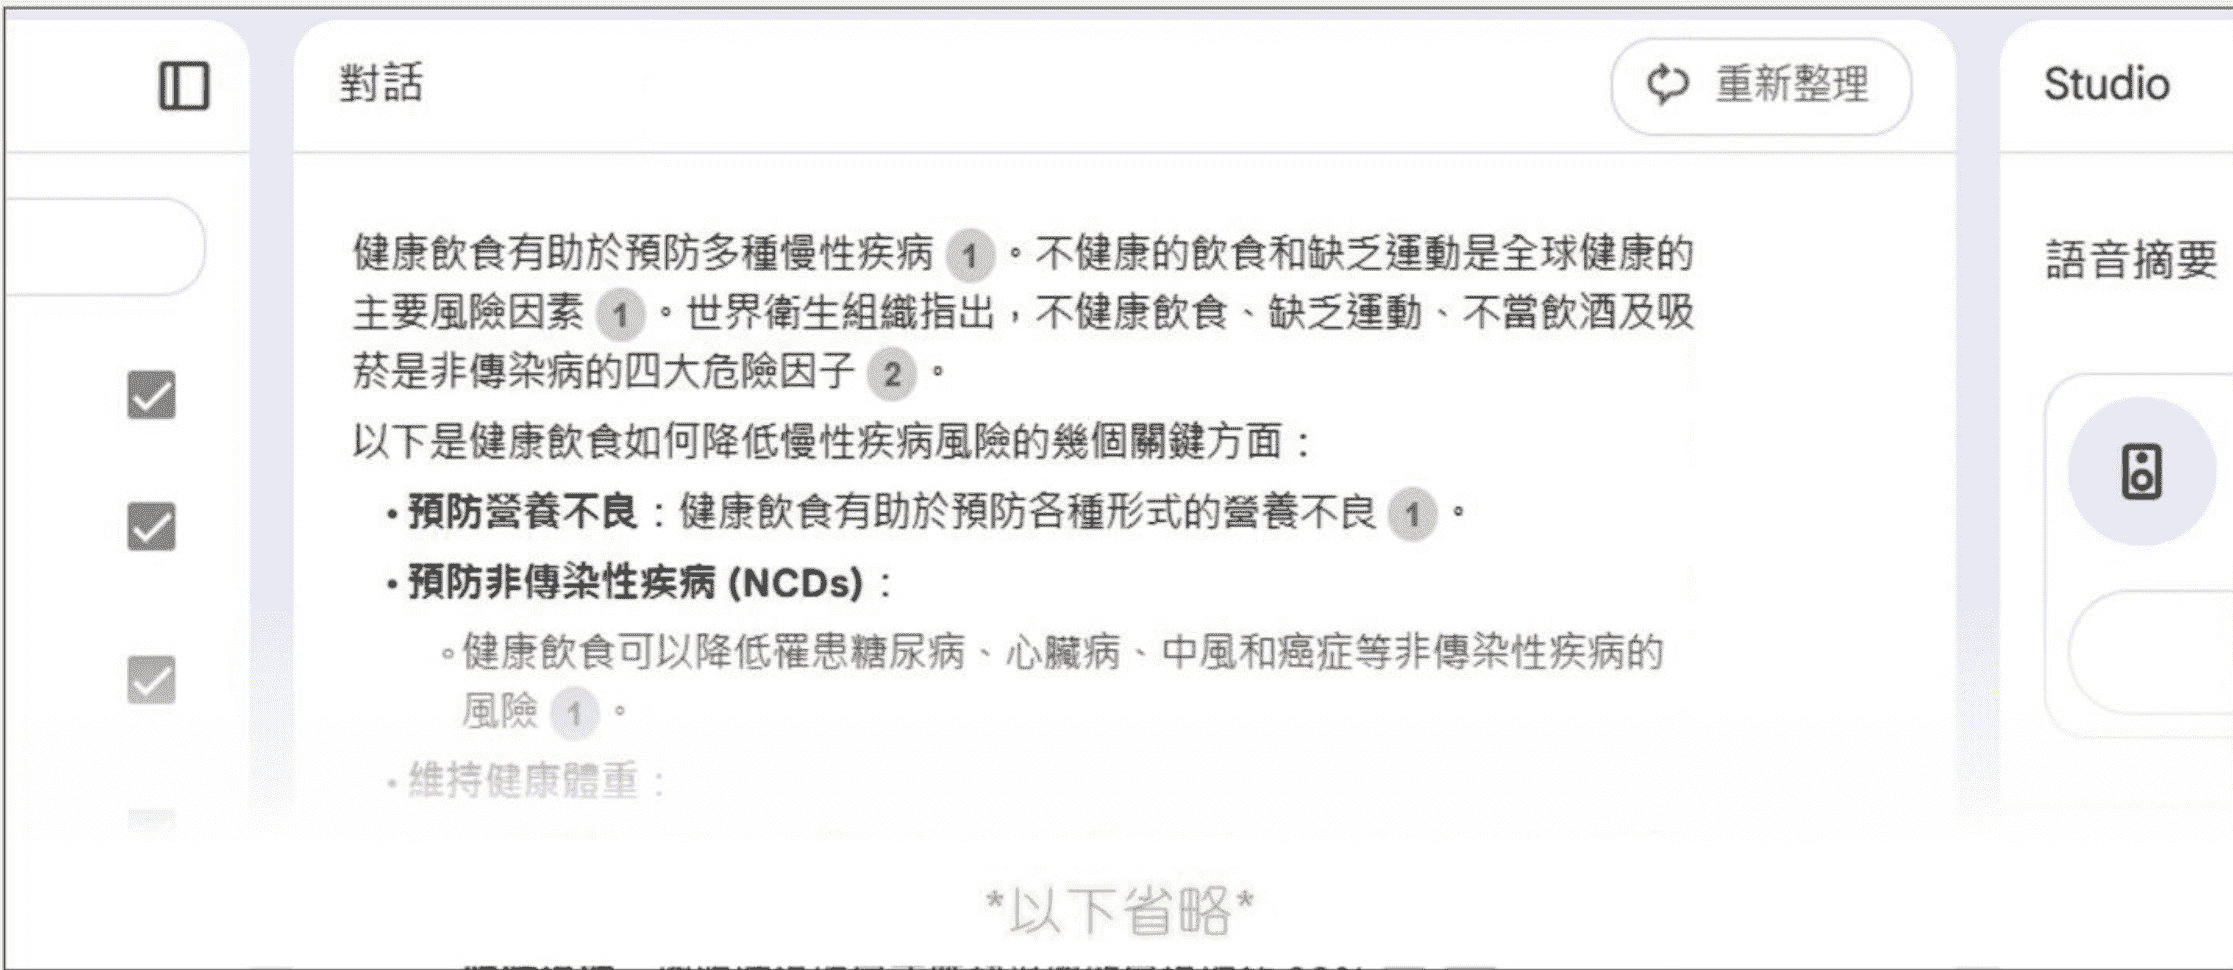 對話
重新整理
Studio
健康飲食有助於預防多種慢性疾病 1 。不健康的飲食和缺乏運動是全球健康的
主要風險因素 1 。世界衛生組織指出，不健康飲食、缺乏運動、不當飲酒及吸
菸是非傳染病的四大危險因子 2 。
以下是健康飲食如何降低慢性疾病風險的幾個關鍵方面：
• 預防營養不良：健康飲食有助於預防各種形式的營養不良 1 。
• 預防非傳染性疾病 (NCDs)：
◦ 健康飲食可以降低罹患糖尿病、心臟病、中風和癌症等非傳染性疾病的
風險 1 。
• 維持健康體重：
語音摘要
*以下省略*